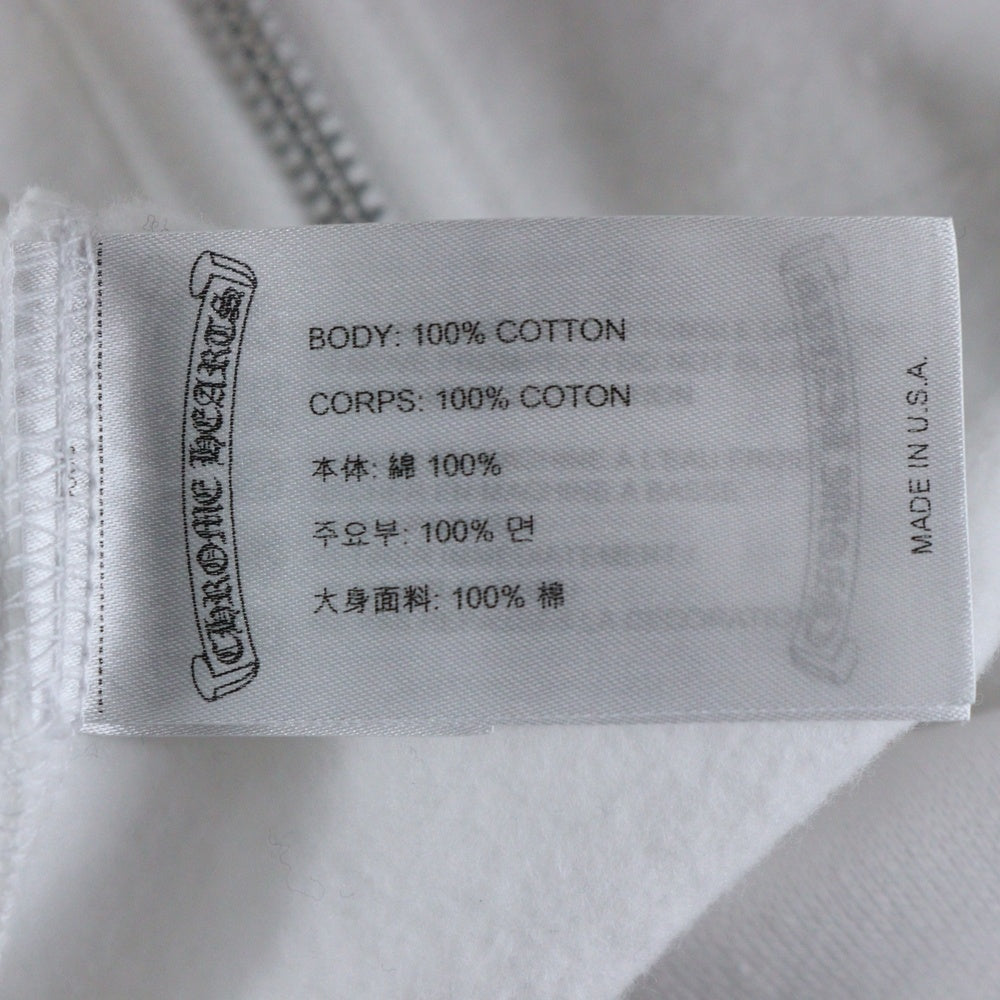 CHROME HEARTS
BODY: 100% COTTON
CORPS: 100% COTON
本体: 綿 100%
주요부: 100% 면
大身面料: 100% 棉
MADE IN U.S.A.